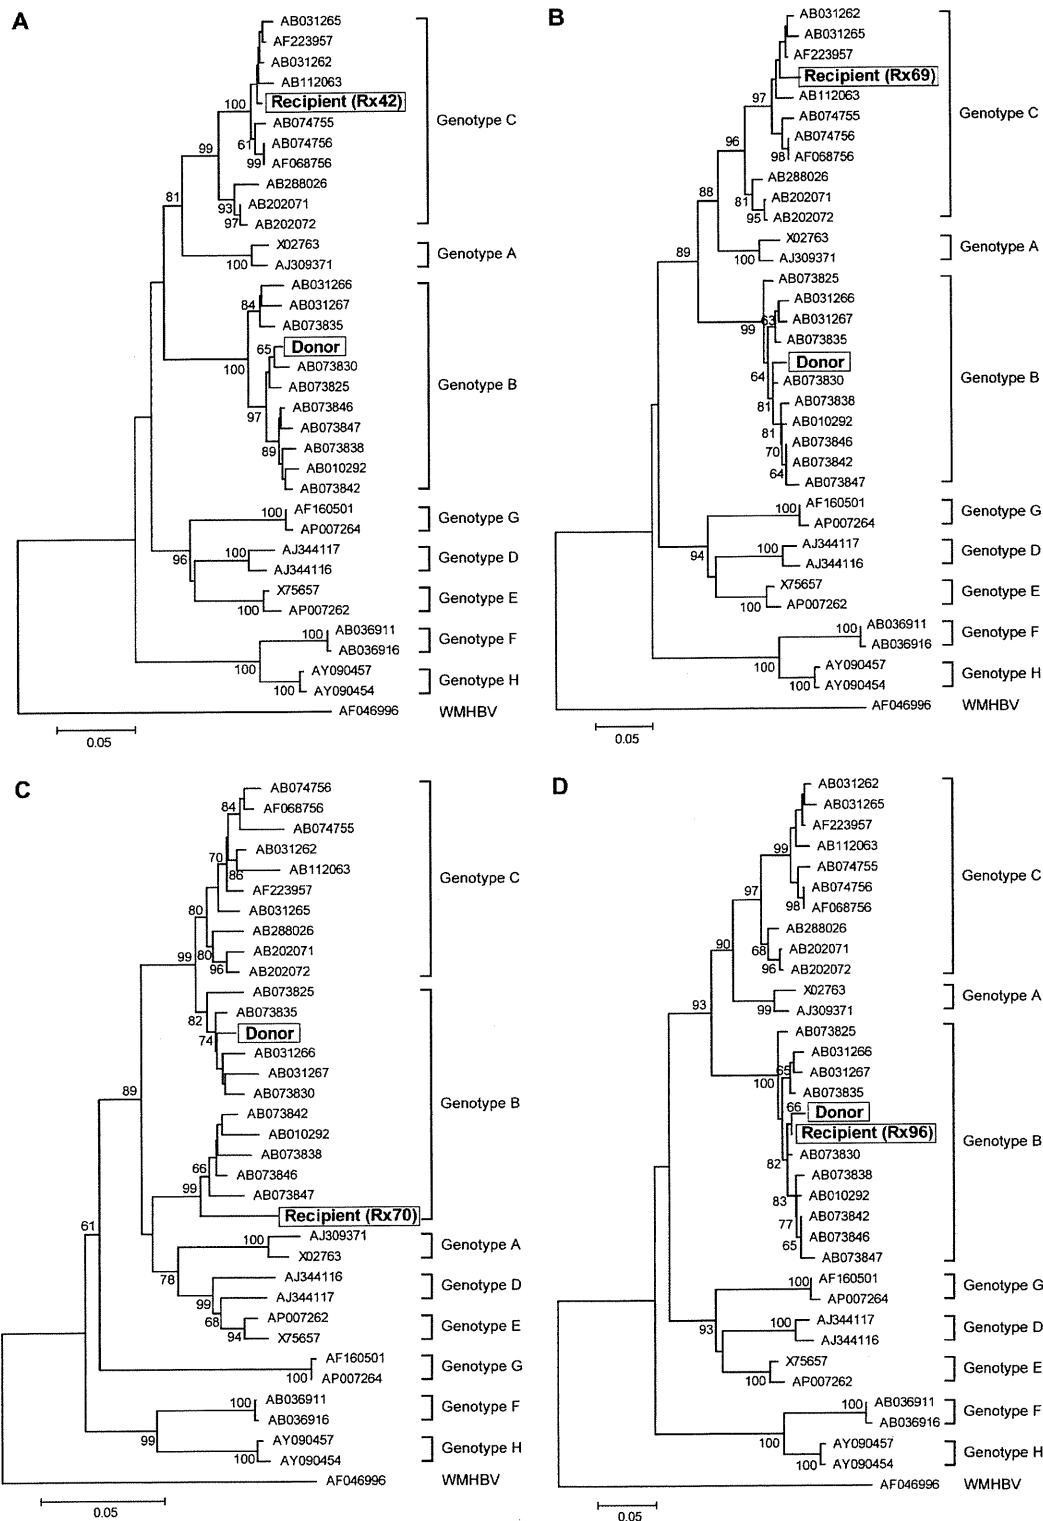 A
AB031265
AF223957
AB031262
AB112063
Recipient (Rx42)
AB074755
AB074756
AF068756
AB288026
AB202071
AB202072
X02763
AJ309371
AB031266
AB031267
AB073835
Donor
AB073830
AB073825
AB073846
AB073847
AB073838
AB010292
AB073842
AF160501
AP007264
AJ344117
AJ344116
X75657
AP007262
AB036911
AB036916
AY090457
AY090454
AF046996
100
61
99
99
93
97
81
100
84
65
100
97
89
100
96
100
100
100
100
100
Genotype C
Genotype A
Genotype B
Genotype G
Genotype D
Genotype E
Genotype F
Genotype H
WMHBV
0.05
B
AB031262
AB031265
AF223957
Recipient (Rx69)
AB112063
AB074755
AB074756
AF068756
AB288026
AB202071
AB202072
X02763
AJ309371
AB073825
AB031266
AB031267
AB073835
Donor
AB073830
AB073838
AB010292
AB073846
AB073842
AB073847
AF160501
AP007264
AJ344117
AJ344116
X75657
AP007262
AB036911
AB036916
AY090457
AY090454
AF046996
97
98
96
81
95
88
100
89
63
99
64
81
81
70
64
100
94
100
100
100
100
100
Genotype C
Genotype A
Genotype B
Genotype G
Genotype D
Genotype E
Genotype F
Genotype H
WMHBV
0.05
C
AB074756
AF068756
AB074755
AB031262
AB112063
AF223957
AB031265
AB288026
AB202071
AB202072
AB073825
AB073835
Donor
AB031266
AB031267
AB073830
AB073842
AB010292
AB073838
AB073846
AB073847
Recipient (Rx70)
AJ309371
X02763
AJ344116
AJ344117
AP007262
X75657
AF160501
AP007264
AB036911
AB036916
AY090457
AY090454
AF046996
84
70
86
80
99
80
96
82
74
89
66
99
61
100
78
99
68
94
100
100
99
100
Genotype C
Genotype B
Genotype A
Genotype D
Genotype E
Genotype G
Genotype F
Genotype H
WMHBV
0.05
D
AB031262
AB031265
AF223957
AB112063
AB074755
AB074756
AF068756
AB288026
AB202071
AB202072
X02763
AJ309371
AB073825
AB031266
AB031267
AB073835
Donor
Recipient (Rx96)
AB073830
AB073838
AB010292
AB073842
AB073846
AB073847
AF160501
AP007264
AJ344117
AJ344116
X75657
AP007262
AB036911
AB036916
AY090457
AY090454
AF046996
99
97
98
90
68
96
93
99
65
100
66
82
83
77
65
100
93
100
100
100
100
100
Genotype C
Genotype A
Genotype B
Genotype G
Genotype D
Genotype E
Genotype F
Genotype H
WMHBV
0.05